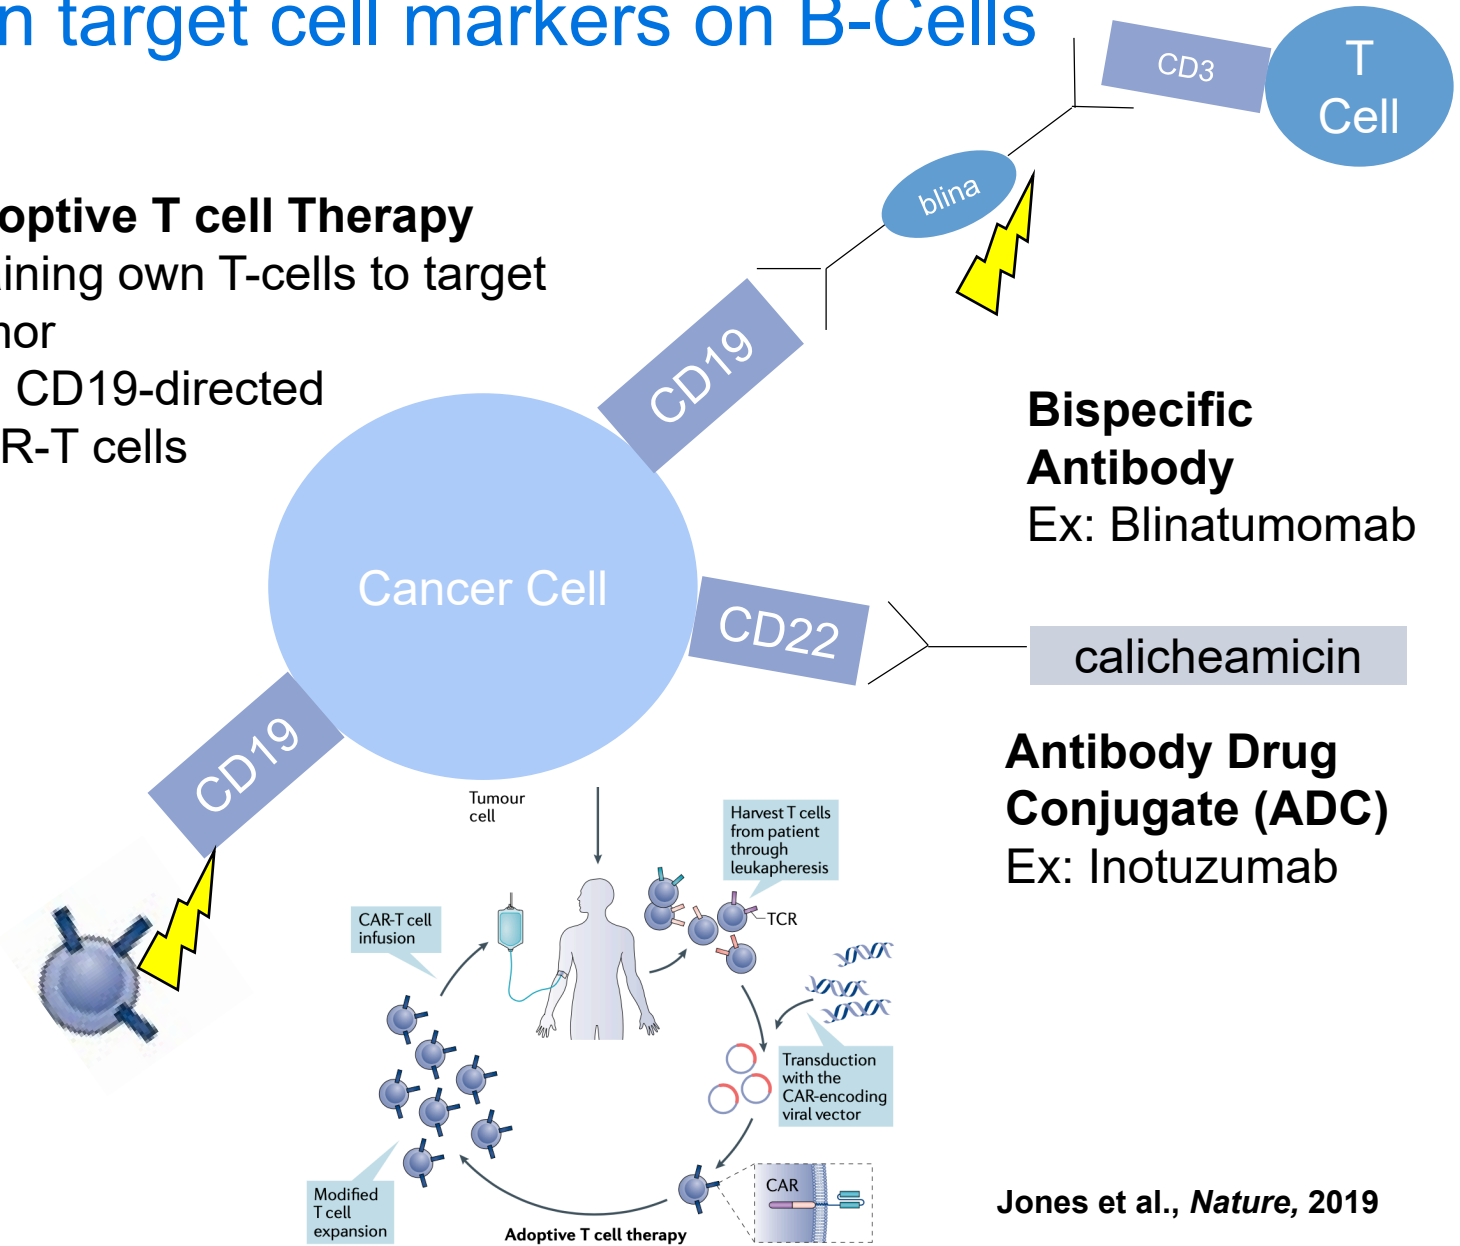 n target cell markers on B-Cells
CD3
T
Cell
blina
optive T cell Therapy
ining own T-cells to target
nor
CD19-directed
R-T cells
CD19
Bispecific
Antibody
Ex: Blinatumomab
Cancer Cell
CD22
calicheamicin
CD19
Antibody Drug
Conjugate (ADC)
Ex: Inotuzumab
Tumour
cell
Harvest T cells
from patient
through
leukapheresis
TCR
CAR-T cell
infusion
Transduction
with the
CAR-encoding
viral vector
Modified
T cell
expansion
CAR
Adoptive T cell therapy
Jones et al., Nature, 2019